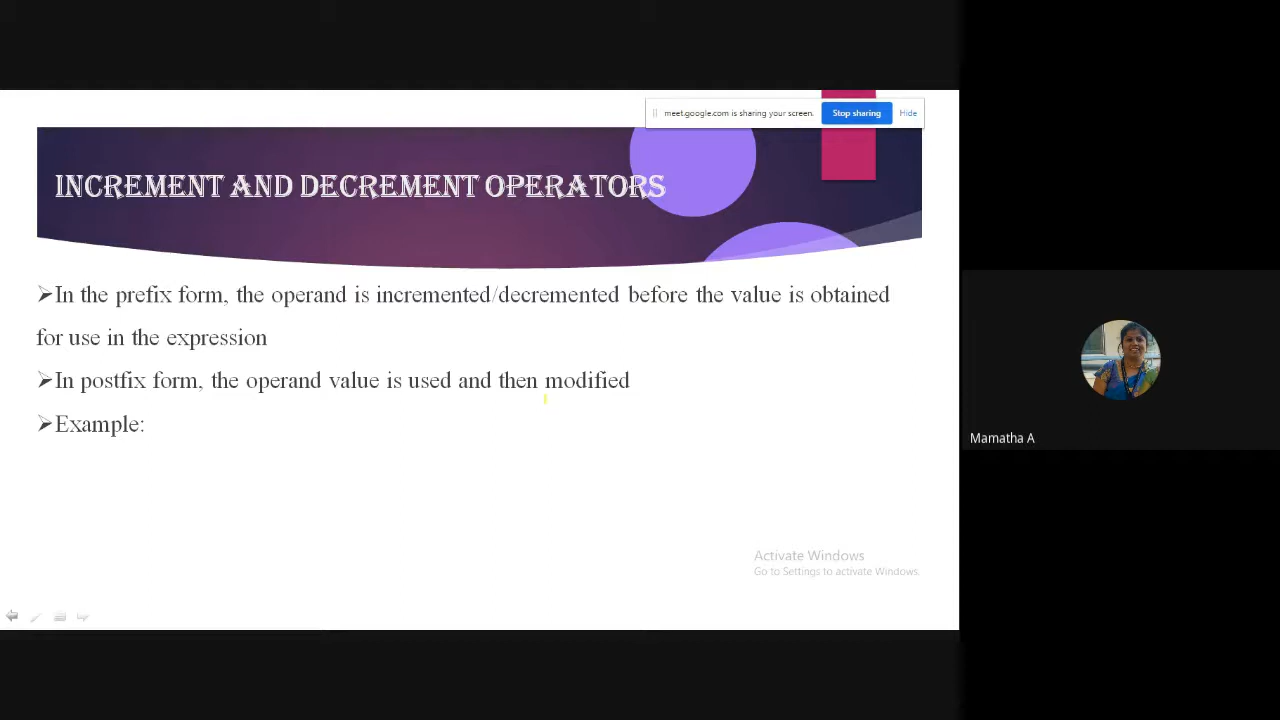 meet.google.com is sharing your screen. Stop sharing Hide
INCREMENT AND DECREMENT OPERATORS
➢In the prefix form, the operand is incremented/decremented before the value is obtained
for use in the expression
➢In postfix form, the operand value is used and then modified
➢Example:
Mamatha A
Activate Windows
Go to Settings to activate Windows.